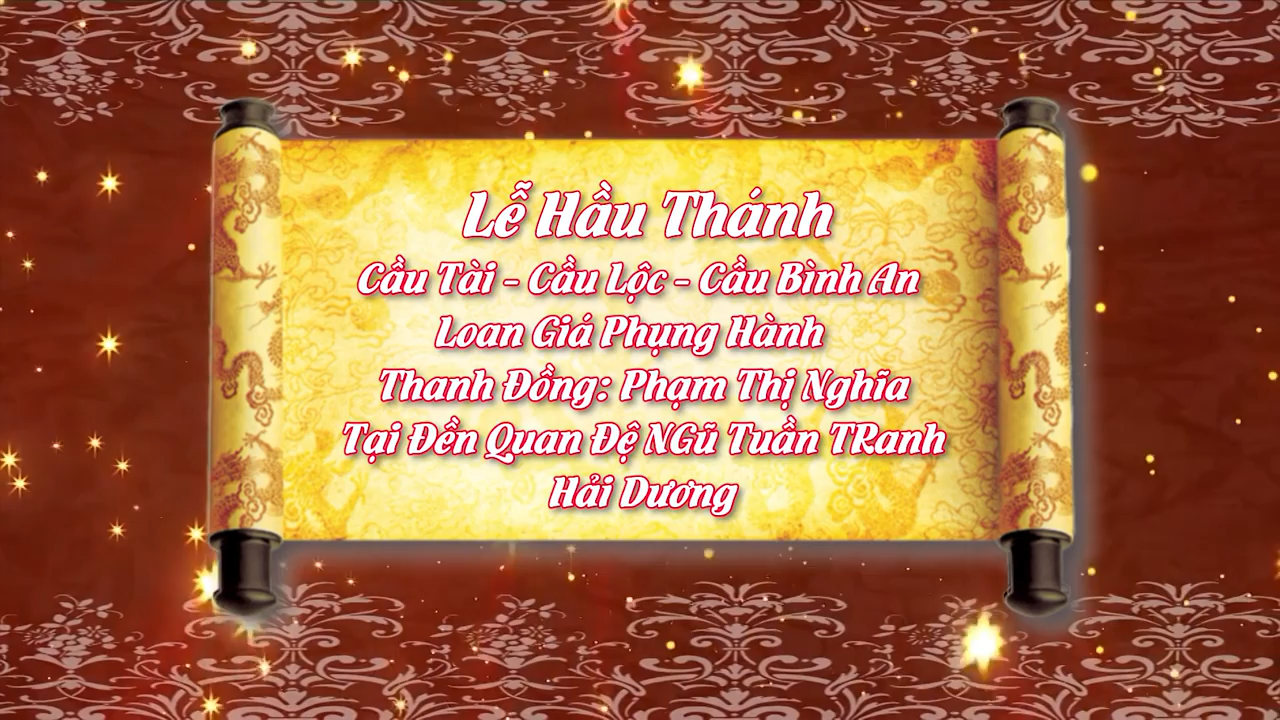 Lễ Hầu Thánh
Cầu Tài - Cầu Lộc - Cầu Bình An
Loan Giá Phụng Hành
Thanh Đồng: Phạm Thị Nghĩa
Tại Đền Quan Đệ NGũ Tuần TRanh
Hải Dương